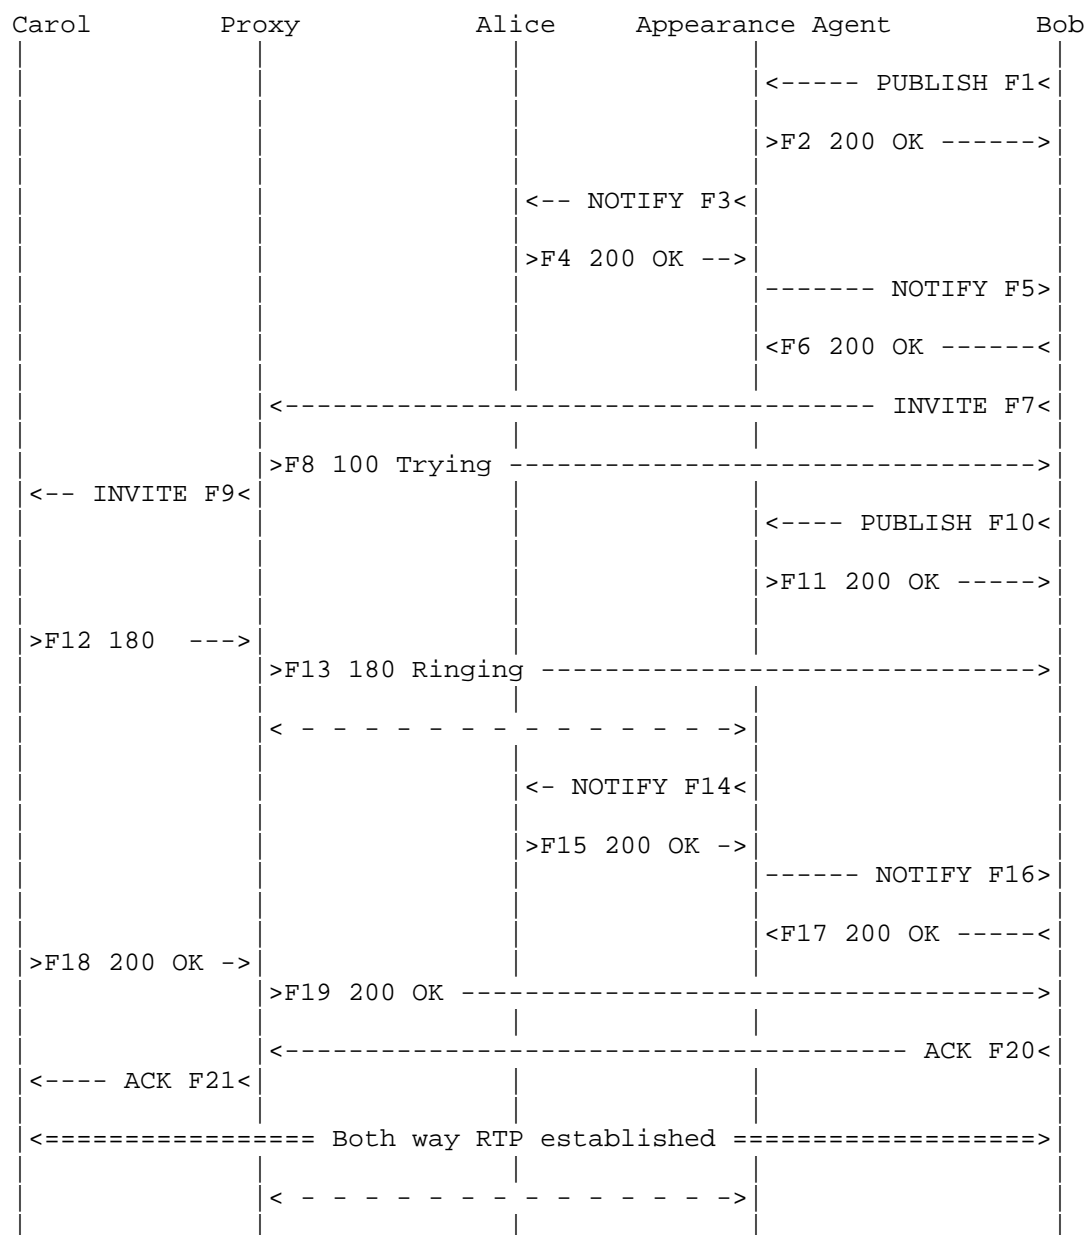 Carol Proxy Alice Appearance Agent Bob
<----- PUBLISH F1<
>F2 200 OK ------>
<-- NOTIFY F3<
>F4 200 OK -->
------- NOTIFY F5>
<F6 200 OK ------<
<------------------------------------- INVITE F7<
>F8 100 Trying --------------------------------->
<-- INVITE F9<
<---- PUBLISH F10<
>F11 200 OK ----->
>F12 180 --->
>F13 180 Ringing ------------------------------->
< - - - - - - - - - - - - - ->
<- NOTIFY F14<
>F15 200 OK ->
------ NOTIFY F16>
<F17 200 OK -----<
>F18 200 OK ->
>F19 200 OK ------------------------------------>
<--------------------------------------- ACK F20<
<---- ACK F21<
<================== Both way RTP established ===================>
< - - - - - - - - - - - - - ->